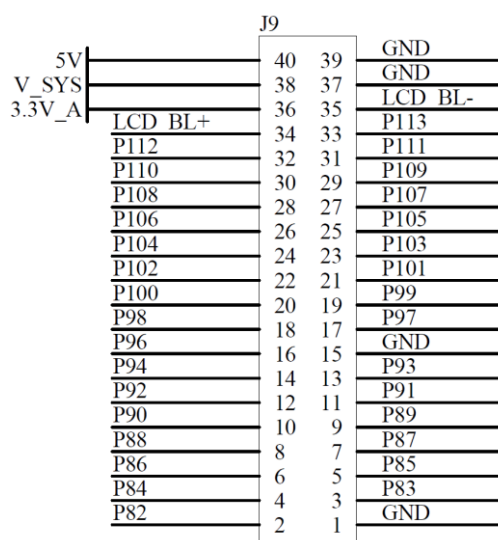 J9
5V 40 39 GND
V_SYS 38 37 GND
3.3V_A 36 35 LCD_BL-
LCD_BL+ 34 33 P113
P112 32 31 P111
P110 30 29 P109
P108 28 27 P107
P106 26 25 P105
P104 24 23 P103
P102 22 21 P101
P100 20 19 P99
P98 18 17 P97
P96 16 15 GND
P94 14 13 P93
P92 12 11 P91
P90 10 9 P89
P88 8 7 P87
P86 6 5 P85
P84 4 3 P83
P82 2 1 GND